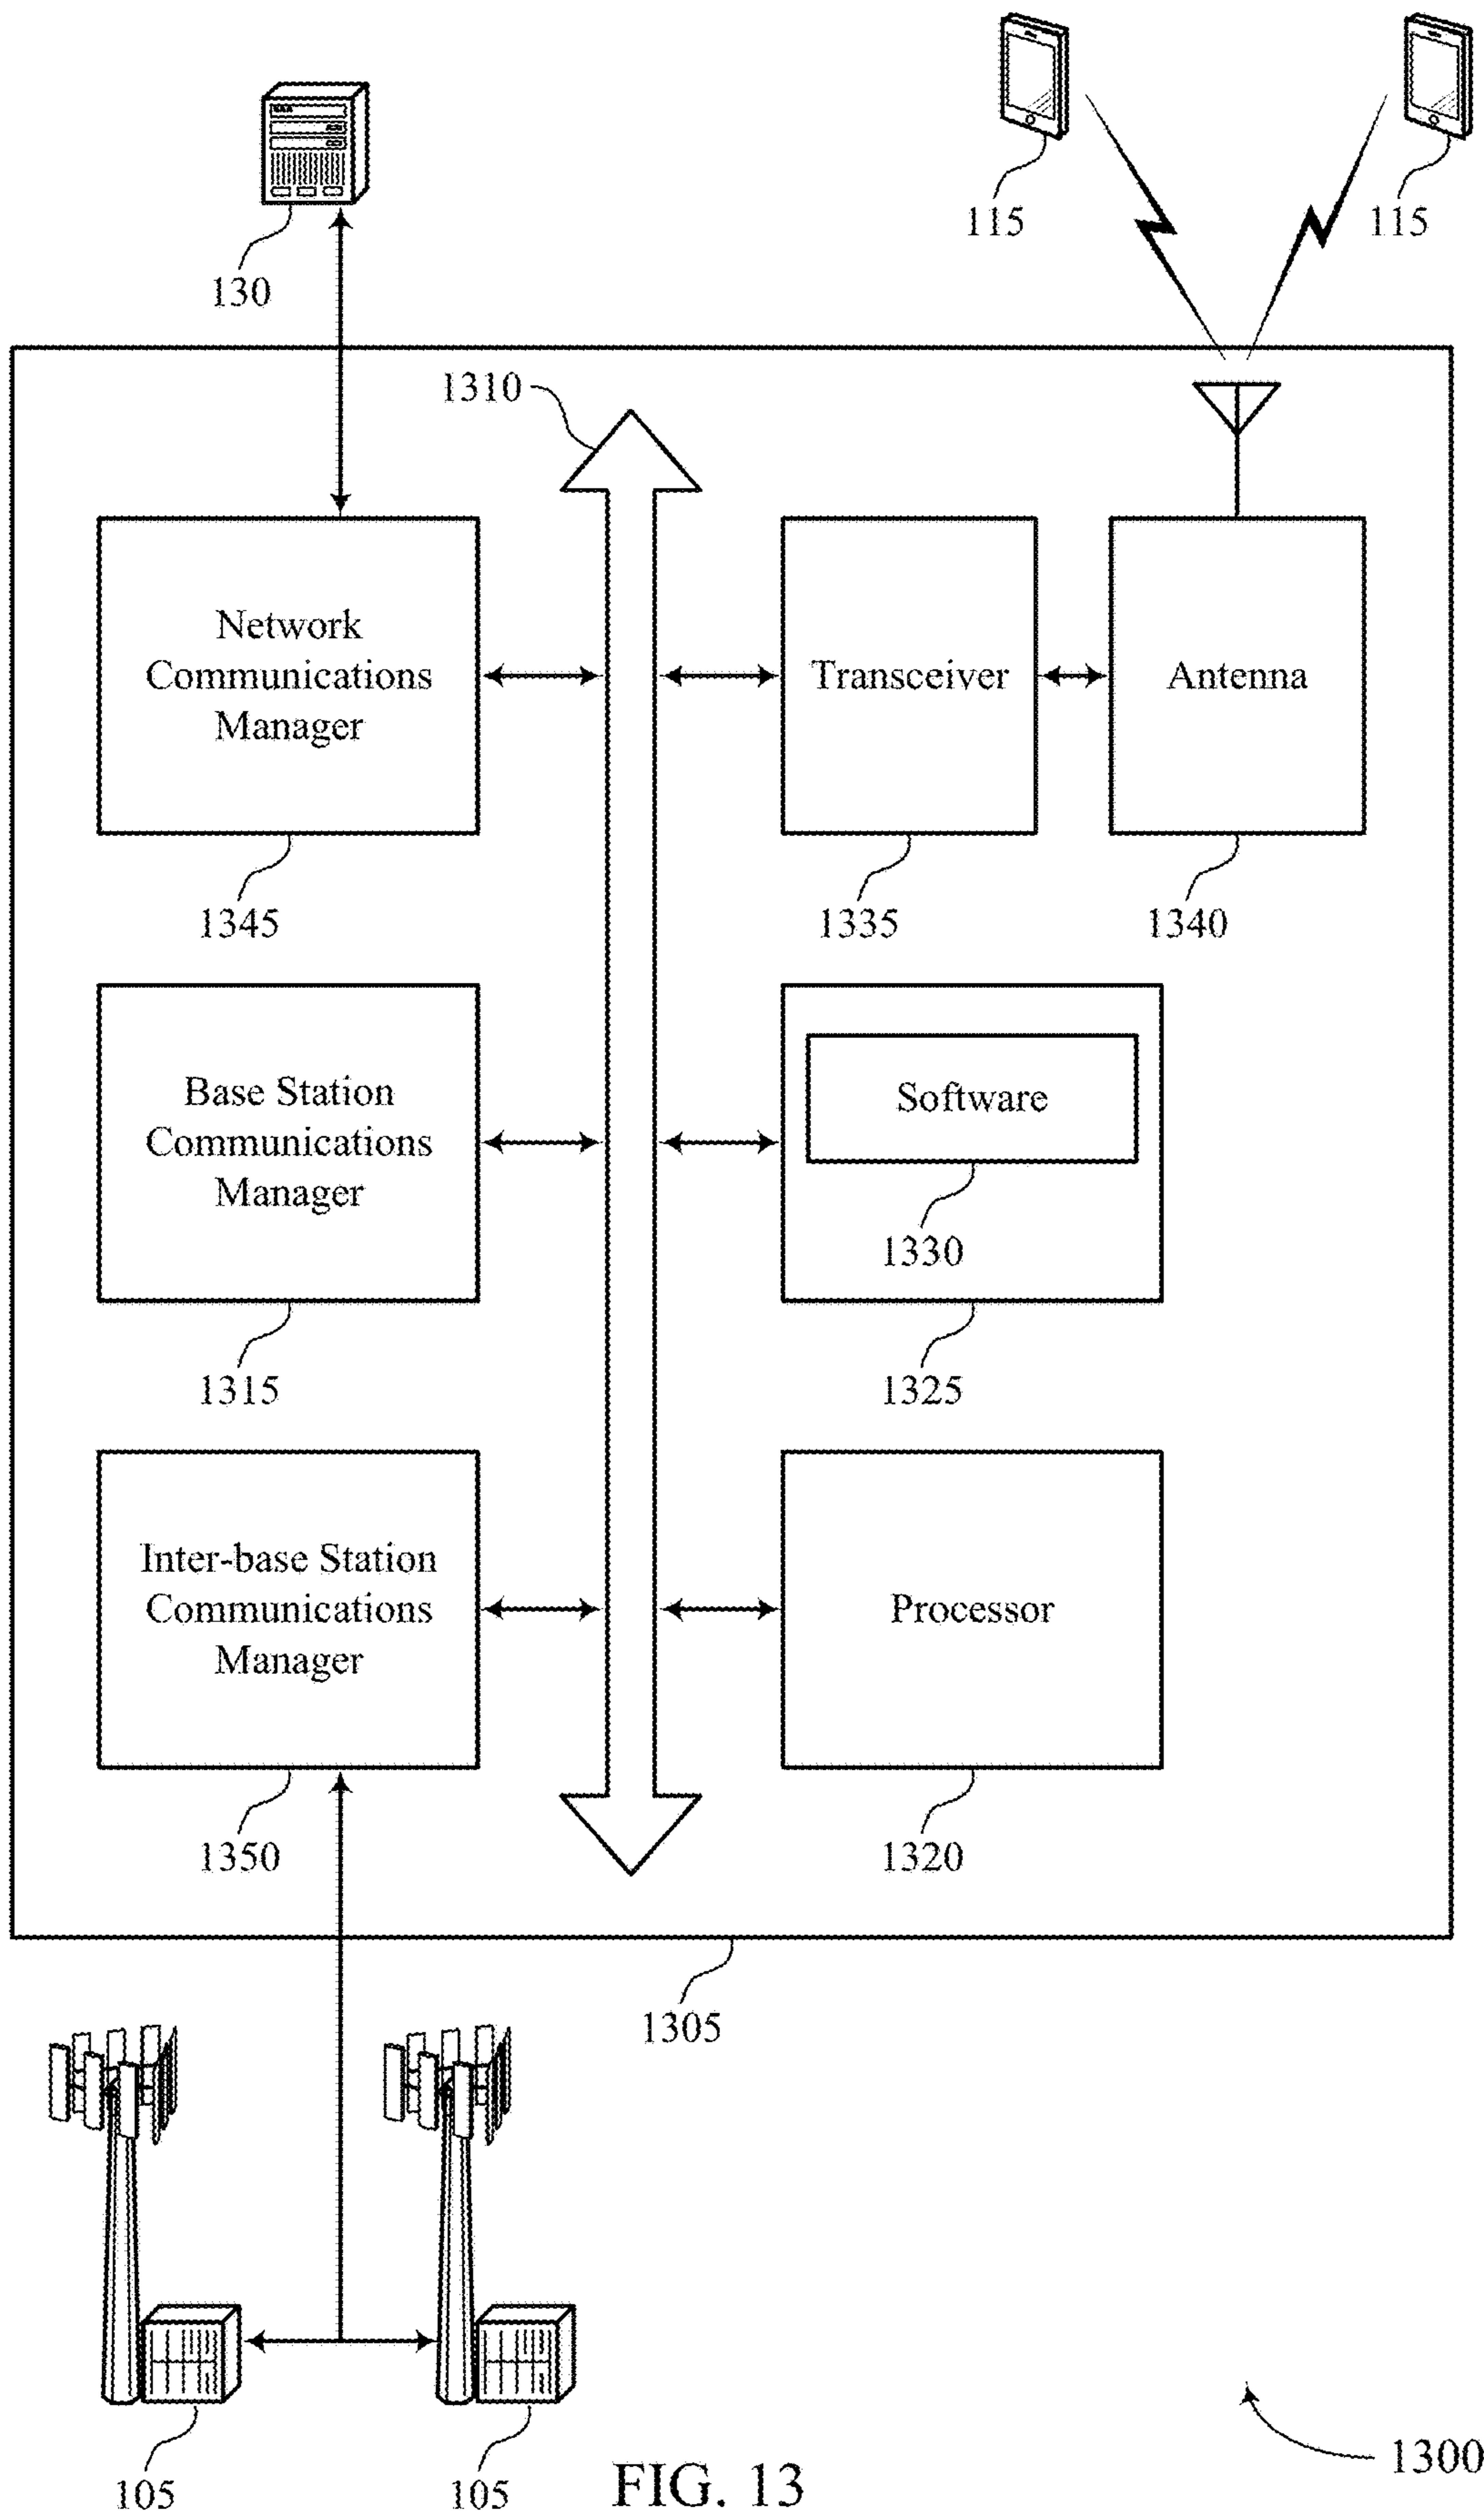 115
115
130
1310
Network
Communications
Manager
Transceiver
Antenna
1345
1335
1340
Base Station
Communications
Manager
Software
1330
1315
1325
Inter-base Station
Communications
Manager
Processor
1350
1320
1305
105
105
FIG. 13
1300